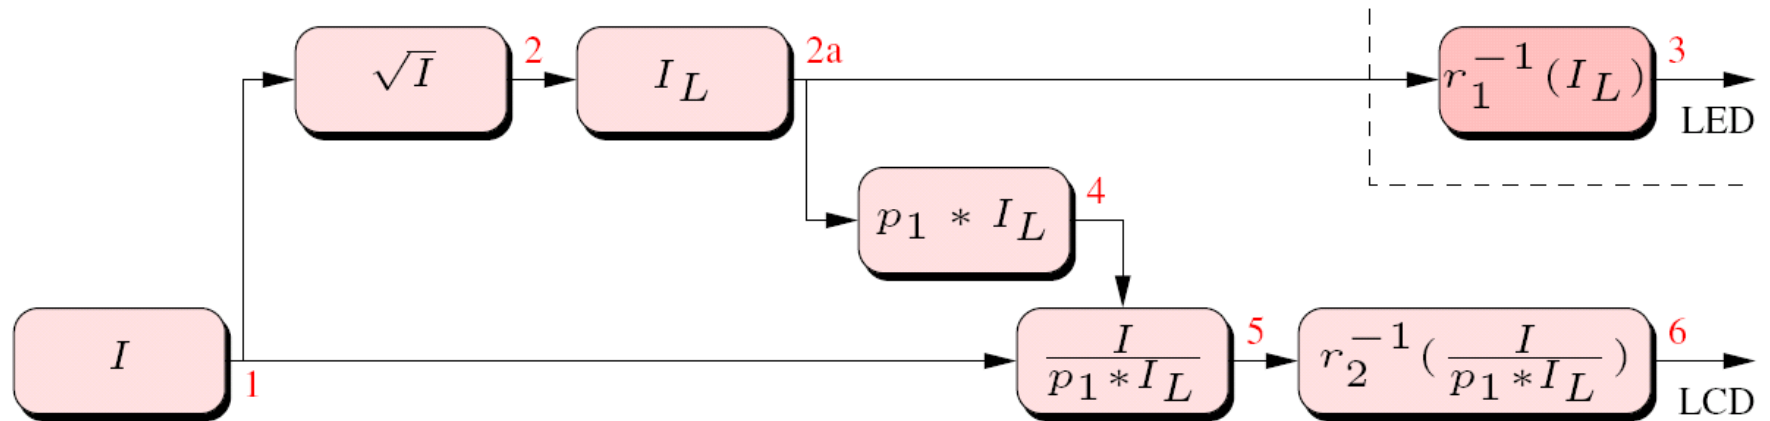 √I 2 I_L 2a r_1^{-1}(I_L) 3
LED
p_1 * I_L 4
I 1 I/(p_1*I_L) 5 r_2^{-1}(I/(p_1*I_L)) 6
LCD